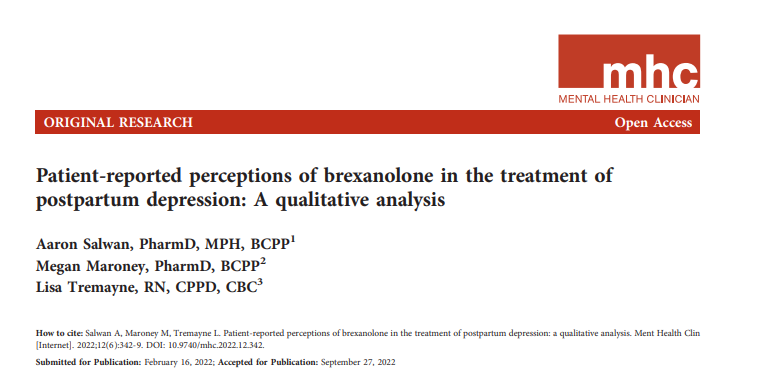 mhc
MENTAL HEALTH CLINICIAN
ORIGINAL RESEARCH Open Access
Patient-reported perceptions of brexanolone in the treatment of
postpartum depression: A qualitative analysis
Aaron Salwan, PharmD, MPH, BCPP1
Megan Maroney, PharmD, BCPP2
Lisa Tremayne, RN, CPPD, CBC3
How to cite: Salwan A, Maroney M, Tremayne L. Patient-reported perceptions of brexanolone in the treatment of postpartum depression: a qualitative analysis. Ment Health Clin
[Internet]. 2022;12(6):342-9. DOI: 10.9740/mhc.2022.12.342.
Submitted for Publication: February 16, 2022; Accepted for Publication: September 27, 2022